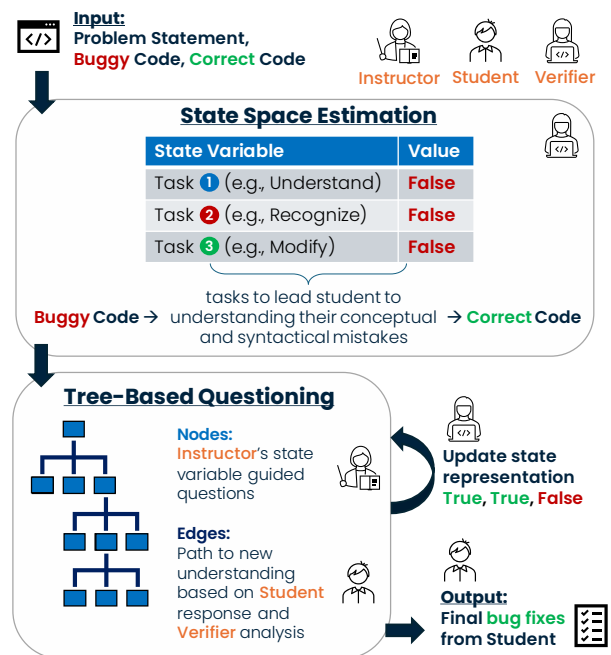 Input:
Problem Statement,
Buggy Code, Correct Code
Instructor Student Verifier
State Space Estimation
State Variable Value
Task 1 (e.g., Understand) False
Task 2 (e.g., Recognize) False
Task 3 (e.g., Modify) False
tasks to lead student to
Buggy Code → understanding their conceptual → Correct Code
and syntactical mistakes
Tree-Based Questioning
Nodes:
Instructor's state
variable guided
questions
Edges:
Path to new
understanding
based on Student
response and
Verifier analysis
Update state
representation
True, True, False
Output:
Final bug fixes
from Student